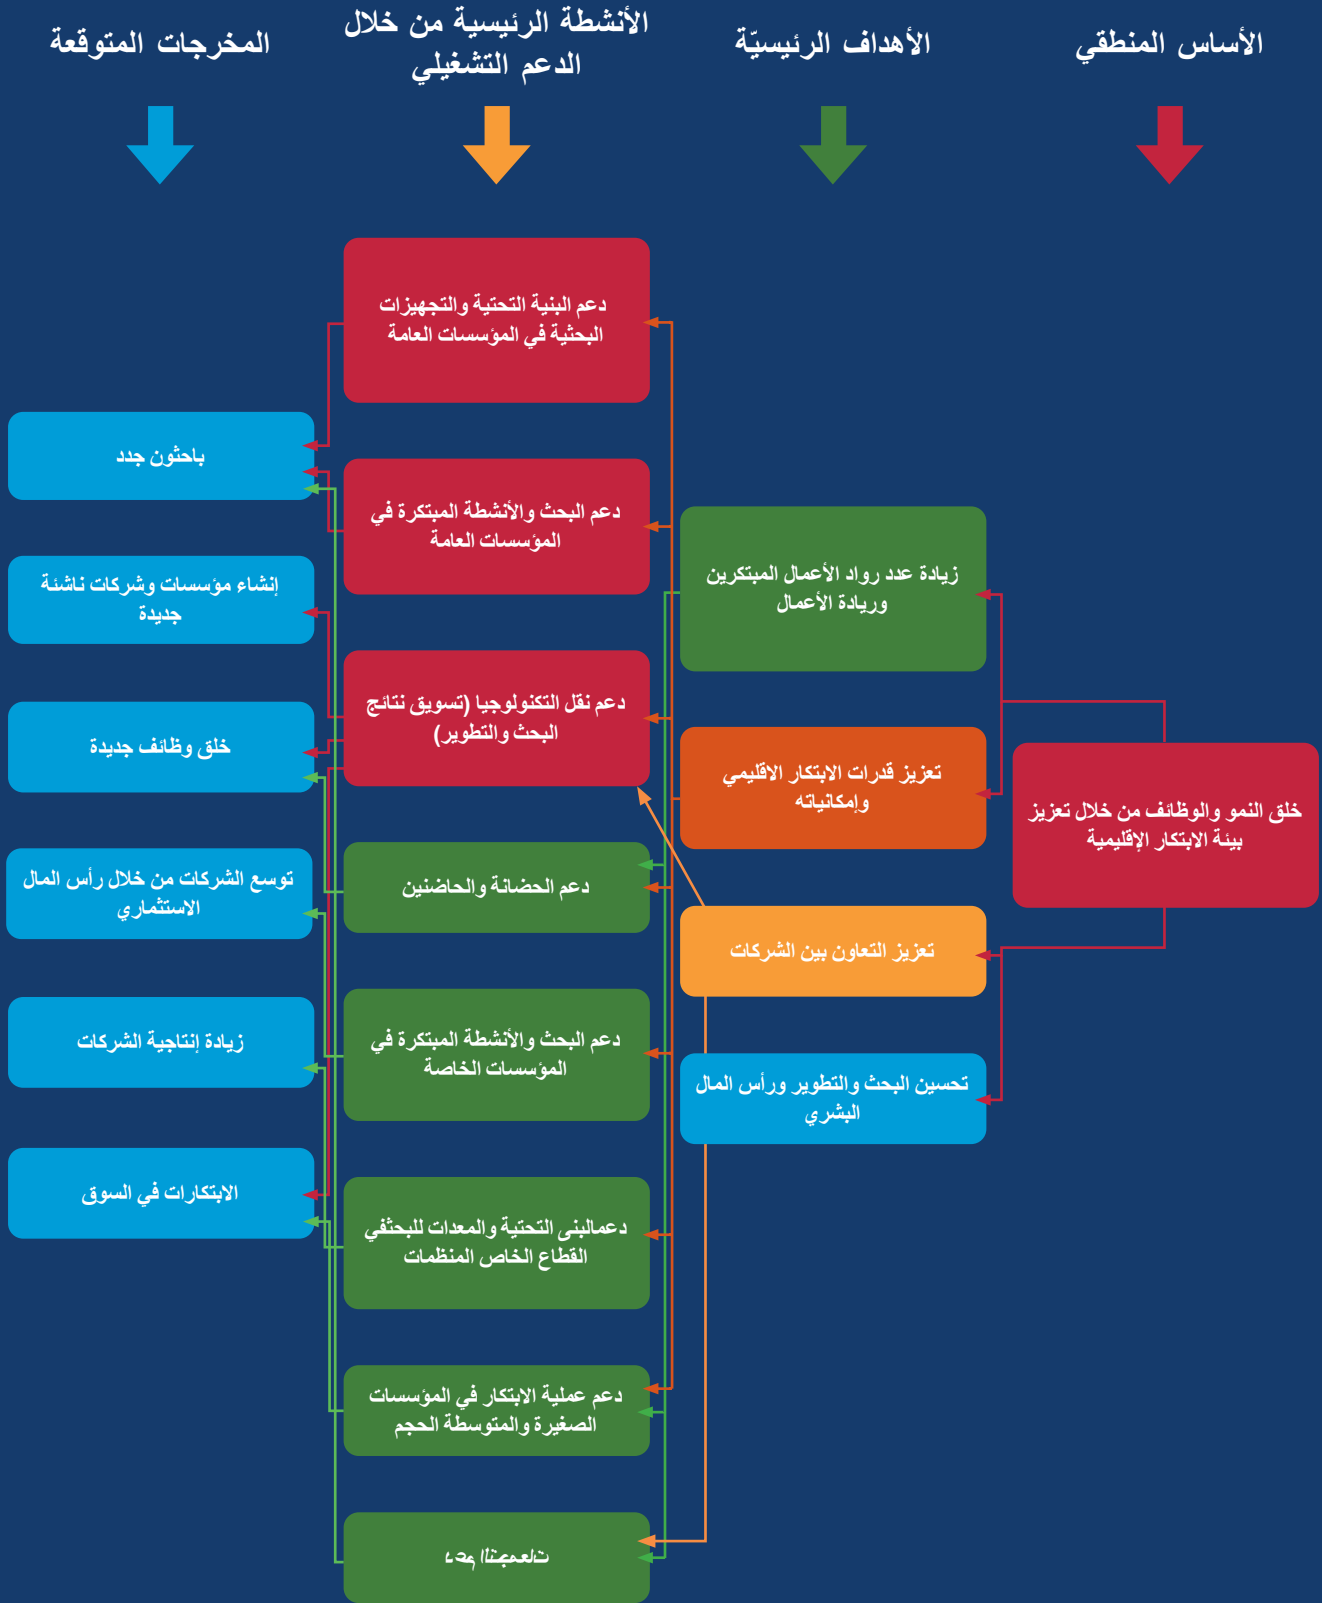 الأساس المنطقي
الأهداف الرئيسيّة
الأنشطة الرئيسية من خلال
الدعم التشغيلي
المخرجات المتوقعة
خلق النمو والوظائف من خلال تعزيز
بيئة الابتكار الإقليمية
زيادة عدد رواد الأعمال المبتكرين
وريادة الأعمال
تعزيز قدرات الابتكار الاقليمي
وإمكانياته
تعزيز التعاون بين الشركات
تحسين البحث والتطوير ورأس المال
البشري
دعم البنية التحتية والتجهيزات
البحثية في المؤسسات العامة
دعم البحث والأنشطة المبتكرة في
المؤسسات العامة
دعم نقل التكنولوجيا (تسويق نتائج
البحث والتطوير)
دعم الحضانة والحاضنين
دعم البحث والأنشطة المبتكرة في
المؤسسات الخاصة
دعمالبنى التحتية والمعدات للبحثفي
القطاع الخاص المنظمات
دعم عملية الابتكار في المؤسسات
الصغيرة والمتوسطة الحجم
دعم التجمعات
باحثون جدد
إنشاء مؤسسات وشركات ناشئة
جديدة
خلق وظائف جديدة
توسع الشركات من خلال رأس المال
الاستثماري
زيادة إنتاجية الشركات
الابتكارات في السوق